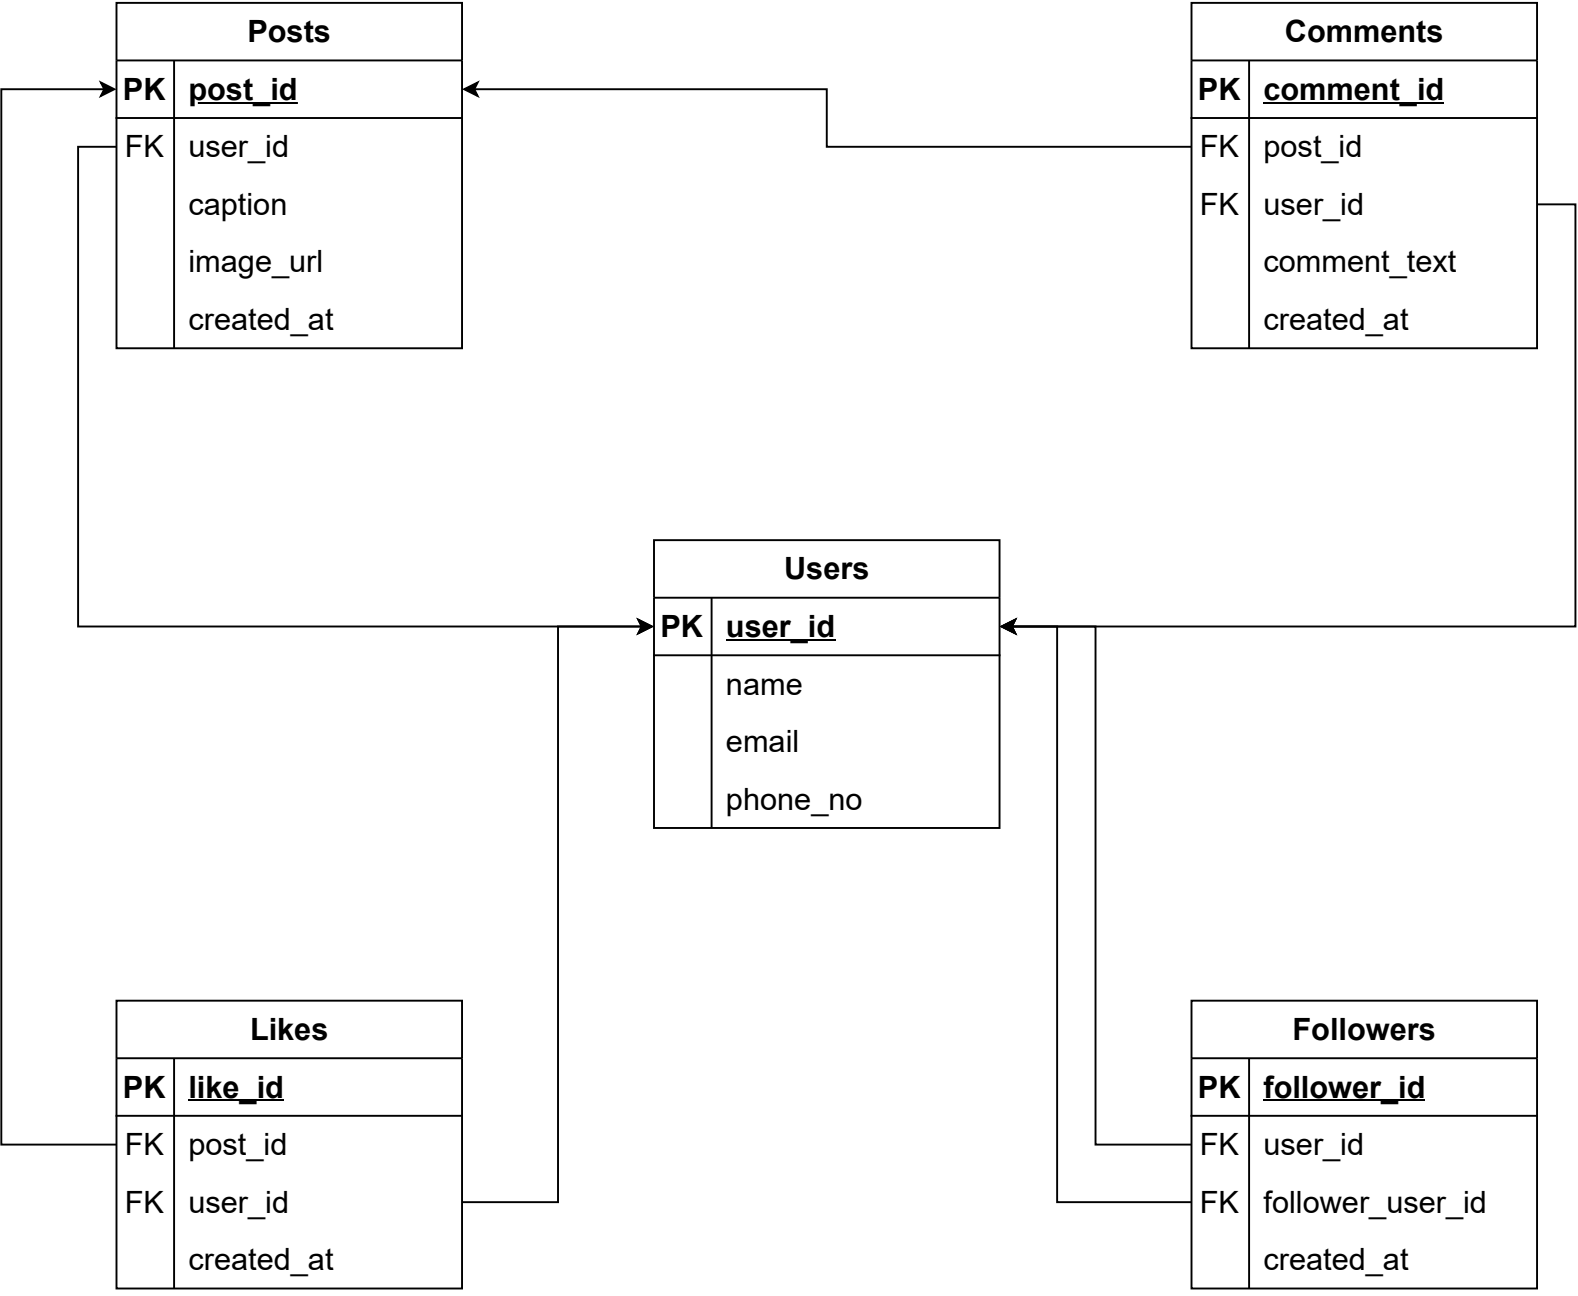 Posts
PK post_id
FK user_id
caption
image_url
created_at
Comments
PK comment_id
FK post_id
FK user_id
comment_text
created_at
Users
PK user_id
name
email
phone_no
Likes
PK like_id
FK post_id
FK user_id
created_at
Followers
PK follower_id
FK user_id
FK follower_user_id
created_at